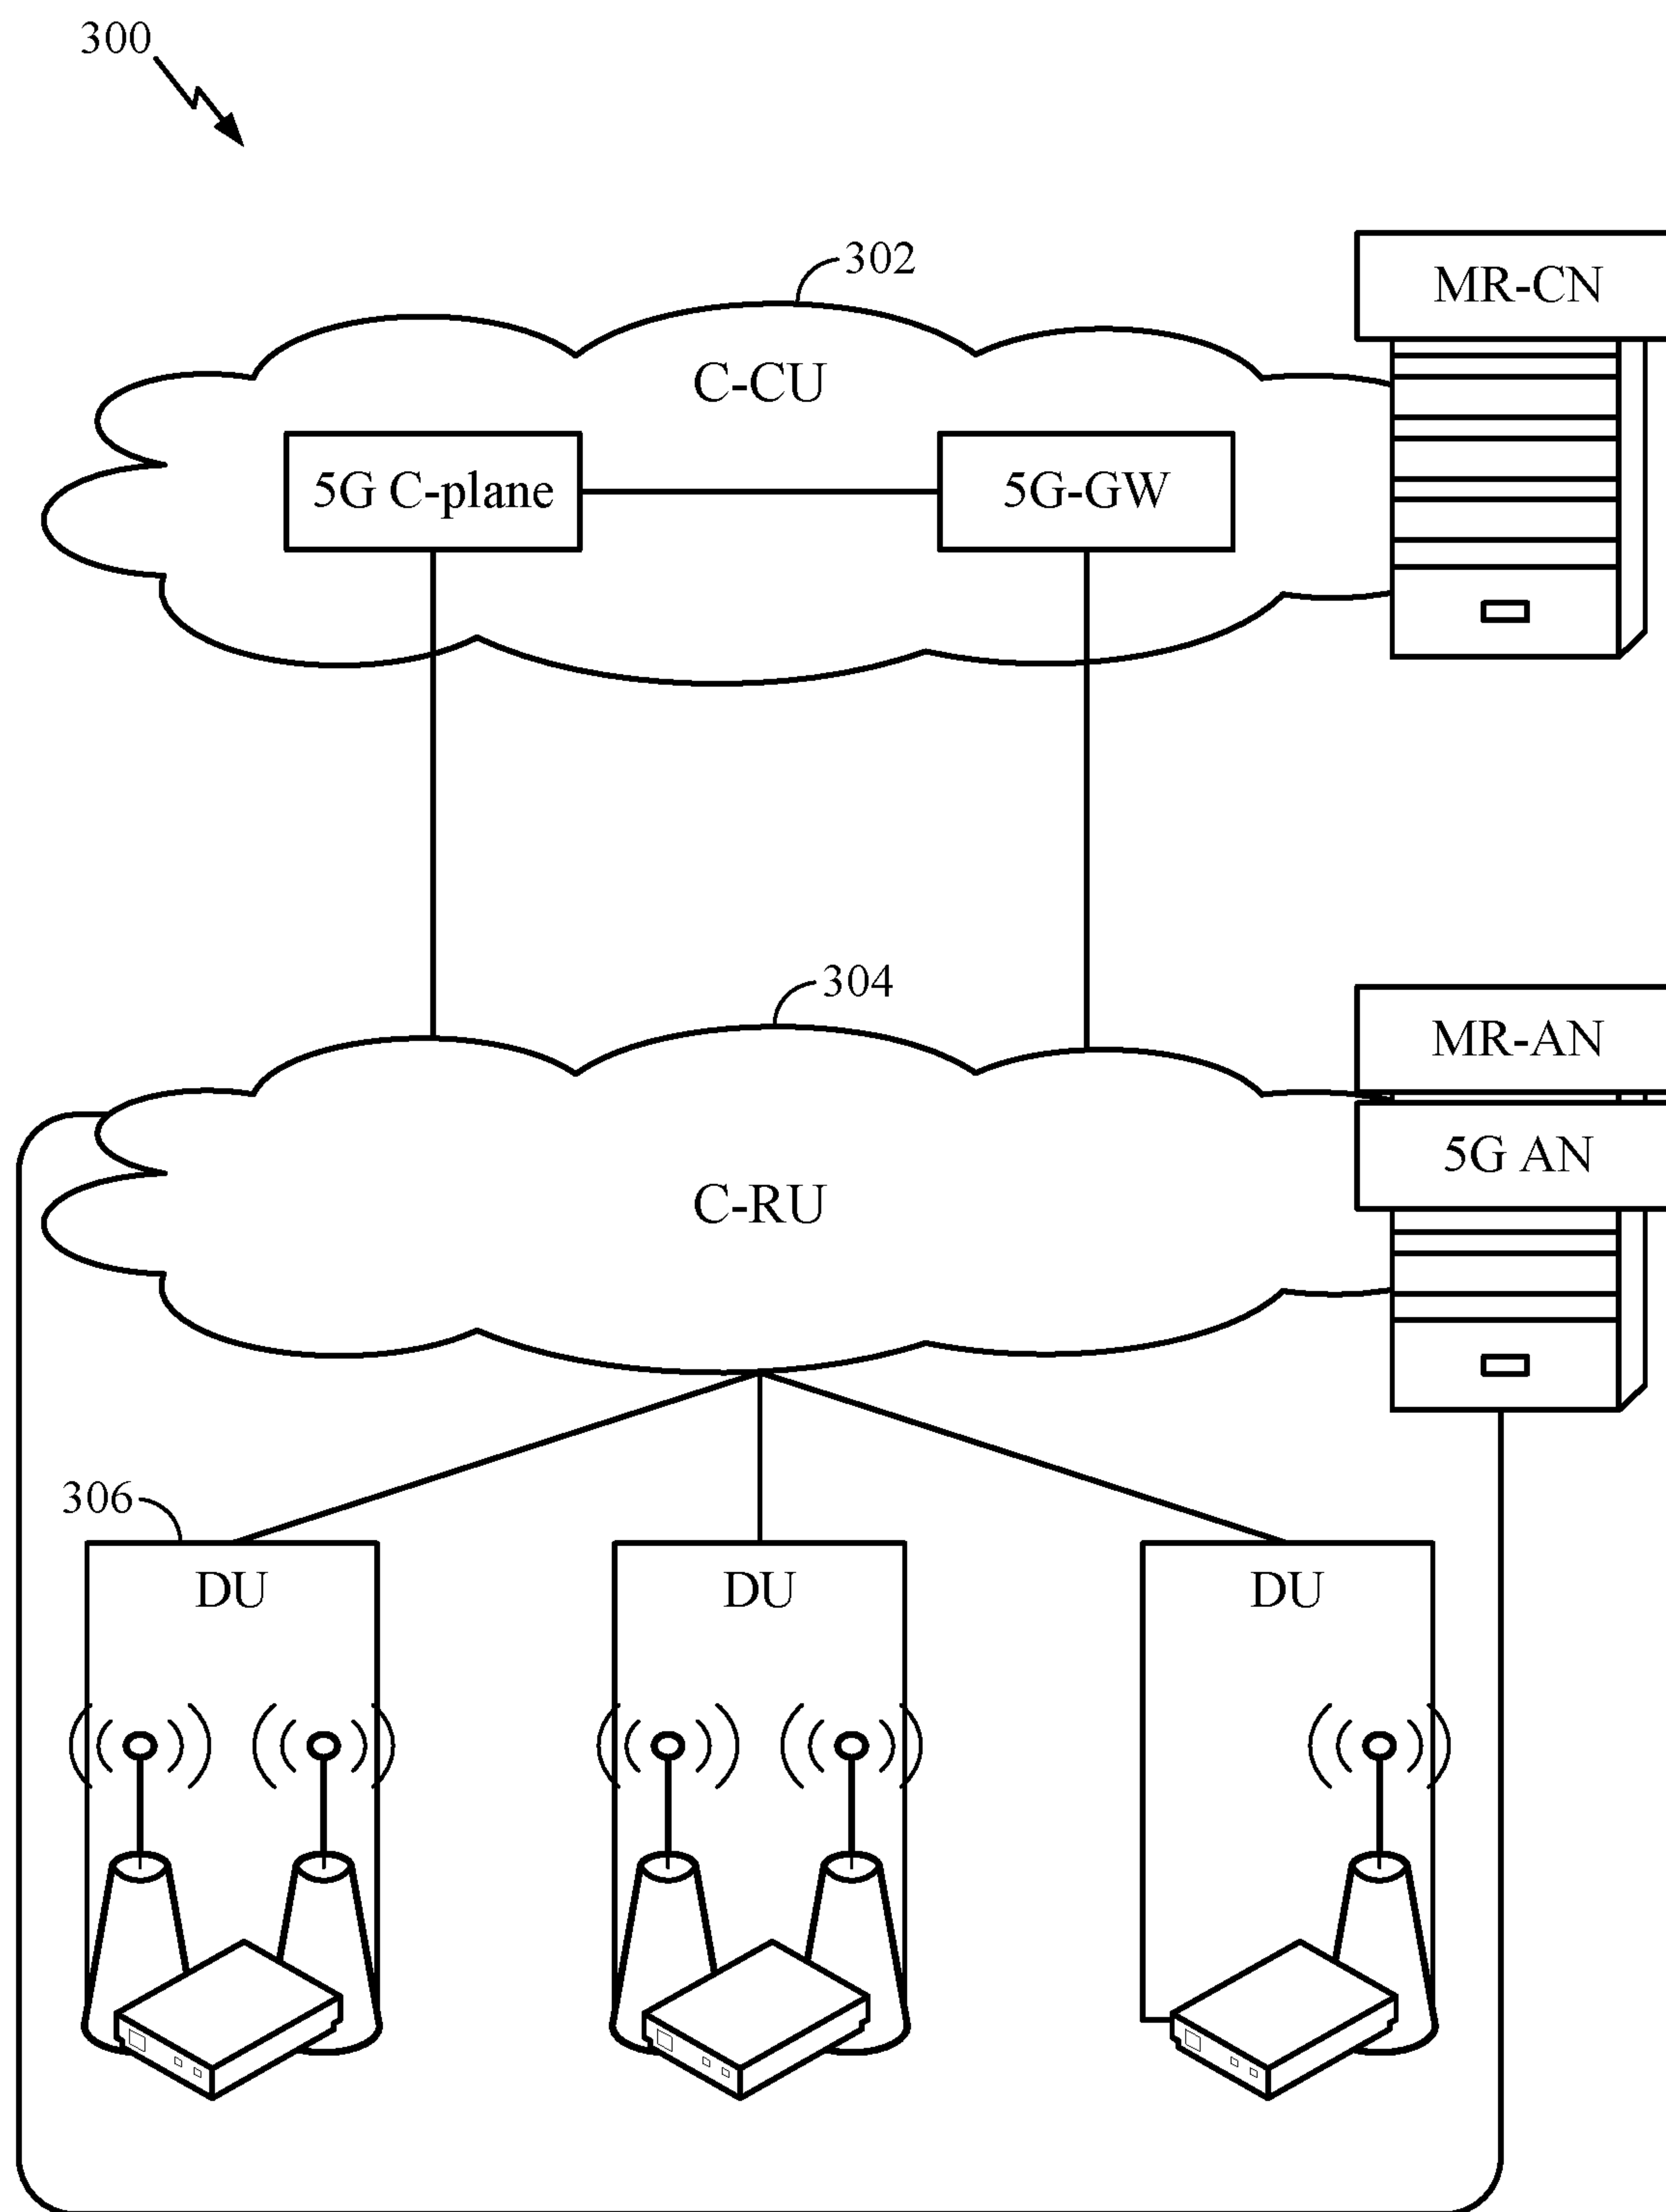 300
302
MR-CN
C-CU
5G C-plane
5G-GW
304
MR-AN
5G AN
C-RU
306
DU
DU
DU